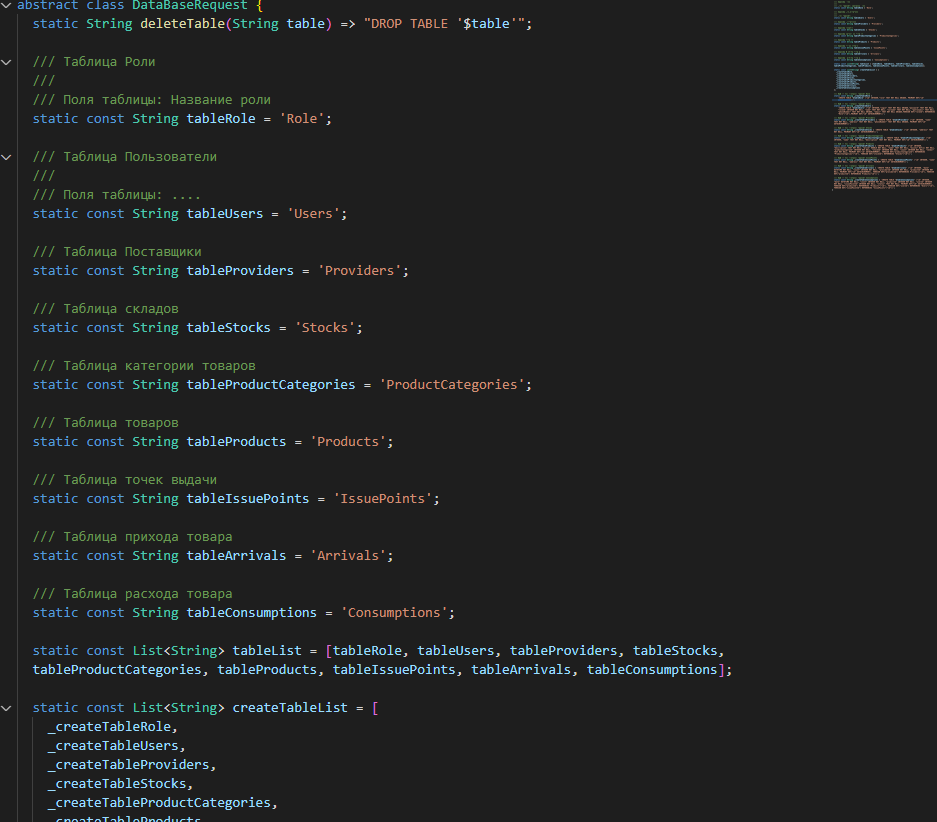 abstract class DataBaseRequest {
static String deleteTable(String table) => "DROP TABLE '$table'";
/// Таблица Роли
///
/// Поля таблицы: Название роли
static const String tableRole = 'Role';
/// Таблица Пользователи
///
/// Поля таблицы: ....
static const String tableUsers = 'Users';
/// Таблица Поставщики
static const String tableProviders = 'Providers';
/// Таблица складов
static const String tableStocks = 'Stocks';
/// Таблица категории товаров
static const String tableProductCategories = 'ProductCategories';
/// Таблица товаров
static const String tableProducts = 'Products';
/// Таблица точек выдачи
static const String tableIssuePoints = 'IssuePoints';
/// Таблица прихода товара
static const String tableArrivals = 'Arrivals';
/// Таблица расхода товара
static const String tableConsumptions = 'Consumptions';
static const List<String> tableList = [tableRole, tableUsers, tableProviders, tableStocks,
tableProductCategories, tableProducts, tableIssuePoints, tableArrivals, tableConsumptions];
static const List<String> createTableList = [
_createTableRole,
_createTableUsers,
_createTableProviders,
_createTableStocks,
_createTableProductCategories,
_createTableProducts